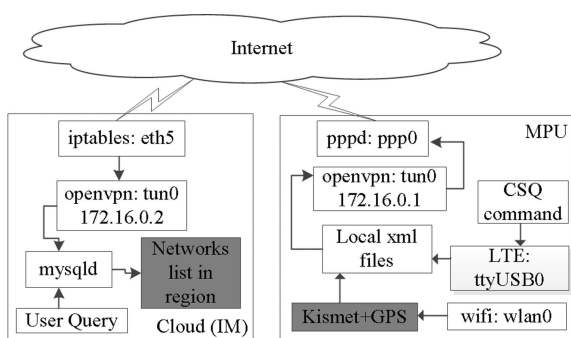 Internet
iptables: eth5
openvpn: tun0
172.16.0.2
mysqld
Networks
list in
region
User Query
Cloud (IM)
pppd: ppp0
MPU
openvpn: tun0
172.16.0.1
CSQ
command
Local xml
files
LTE:
ttyUSB0
Kismet+GPS
wifi: wlan0